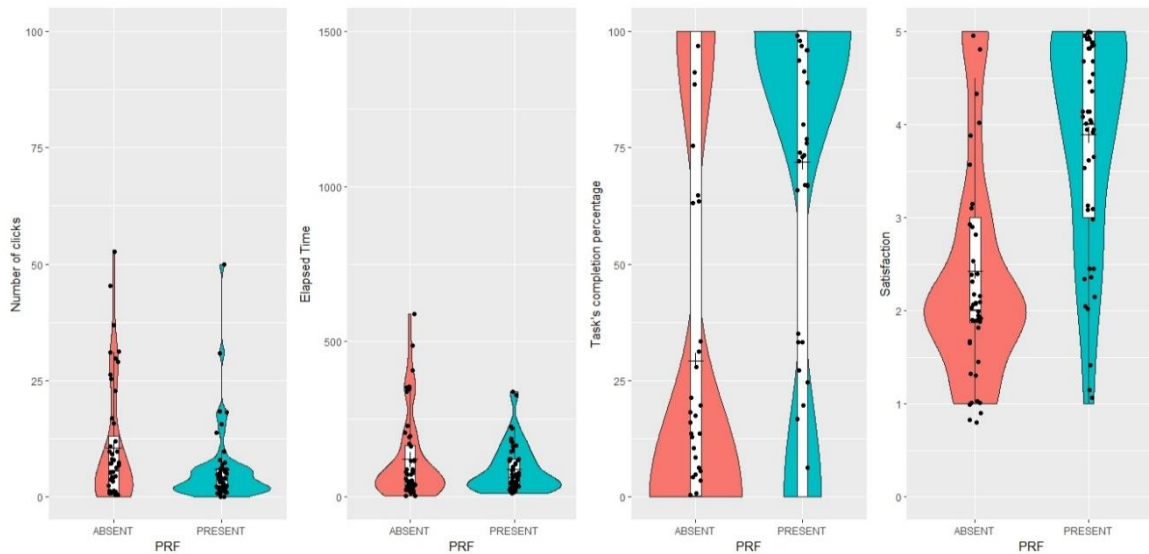 Number of clicks
100
75
50
25
0
ABSENT PRESENT
PRF
Elapsed Time
1500
1000
500
0
ABSENT PRESENT
PRF
Task's completion percentage
100
75
50
25
0
ABSENT PRESENT
PRF
Satisfaction
5
4
3
2
1
0
ABSENT PRESENT
PRF